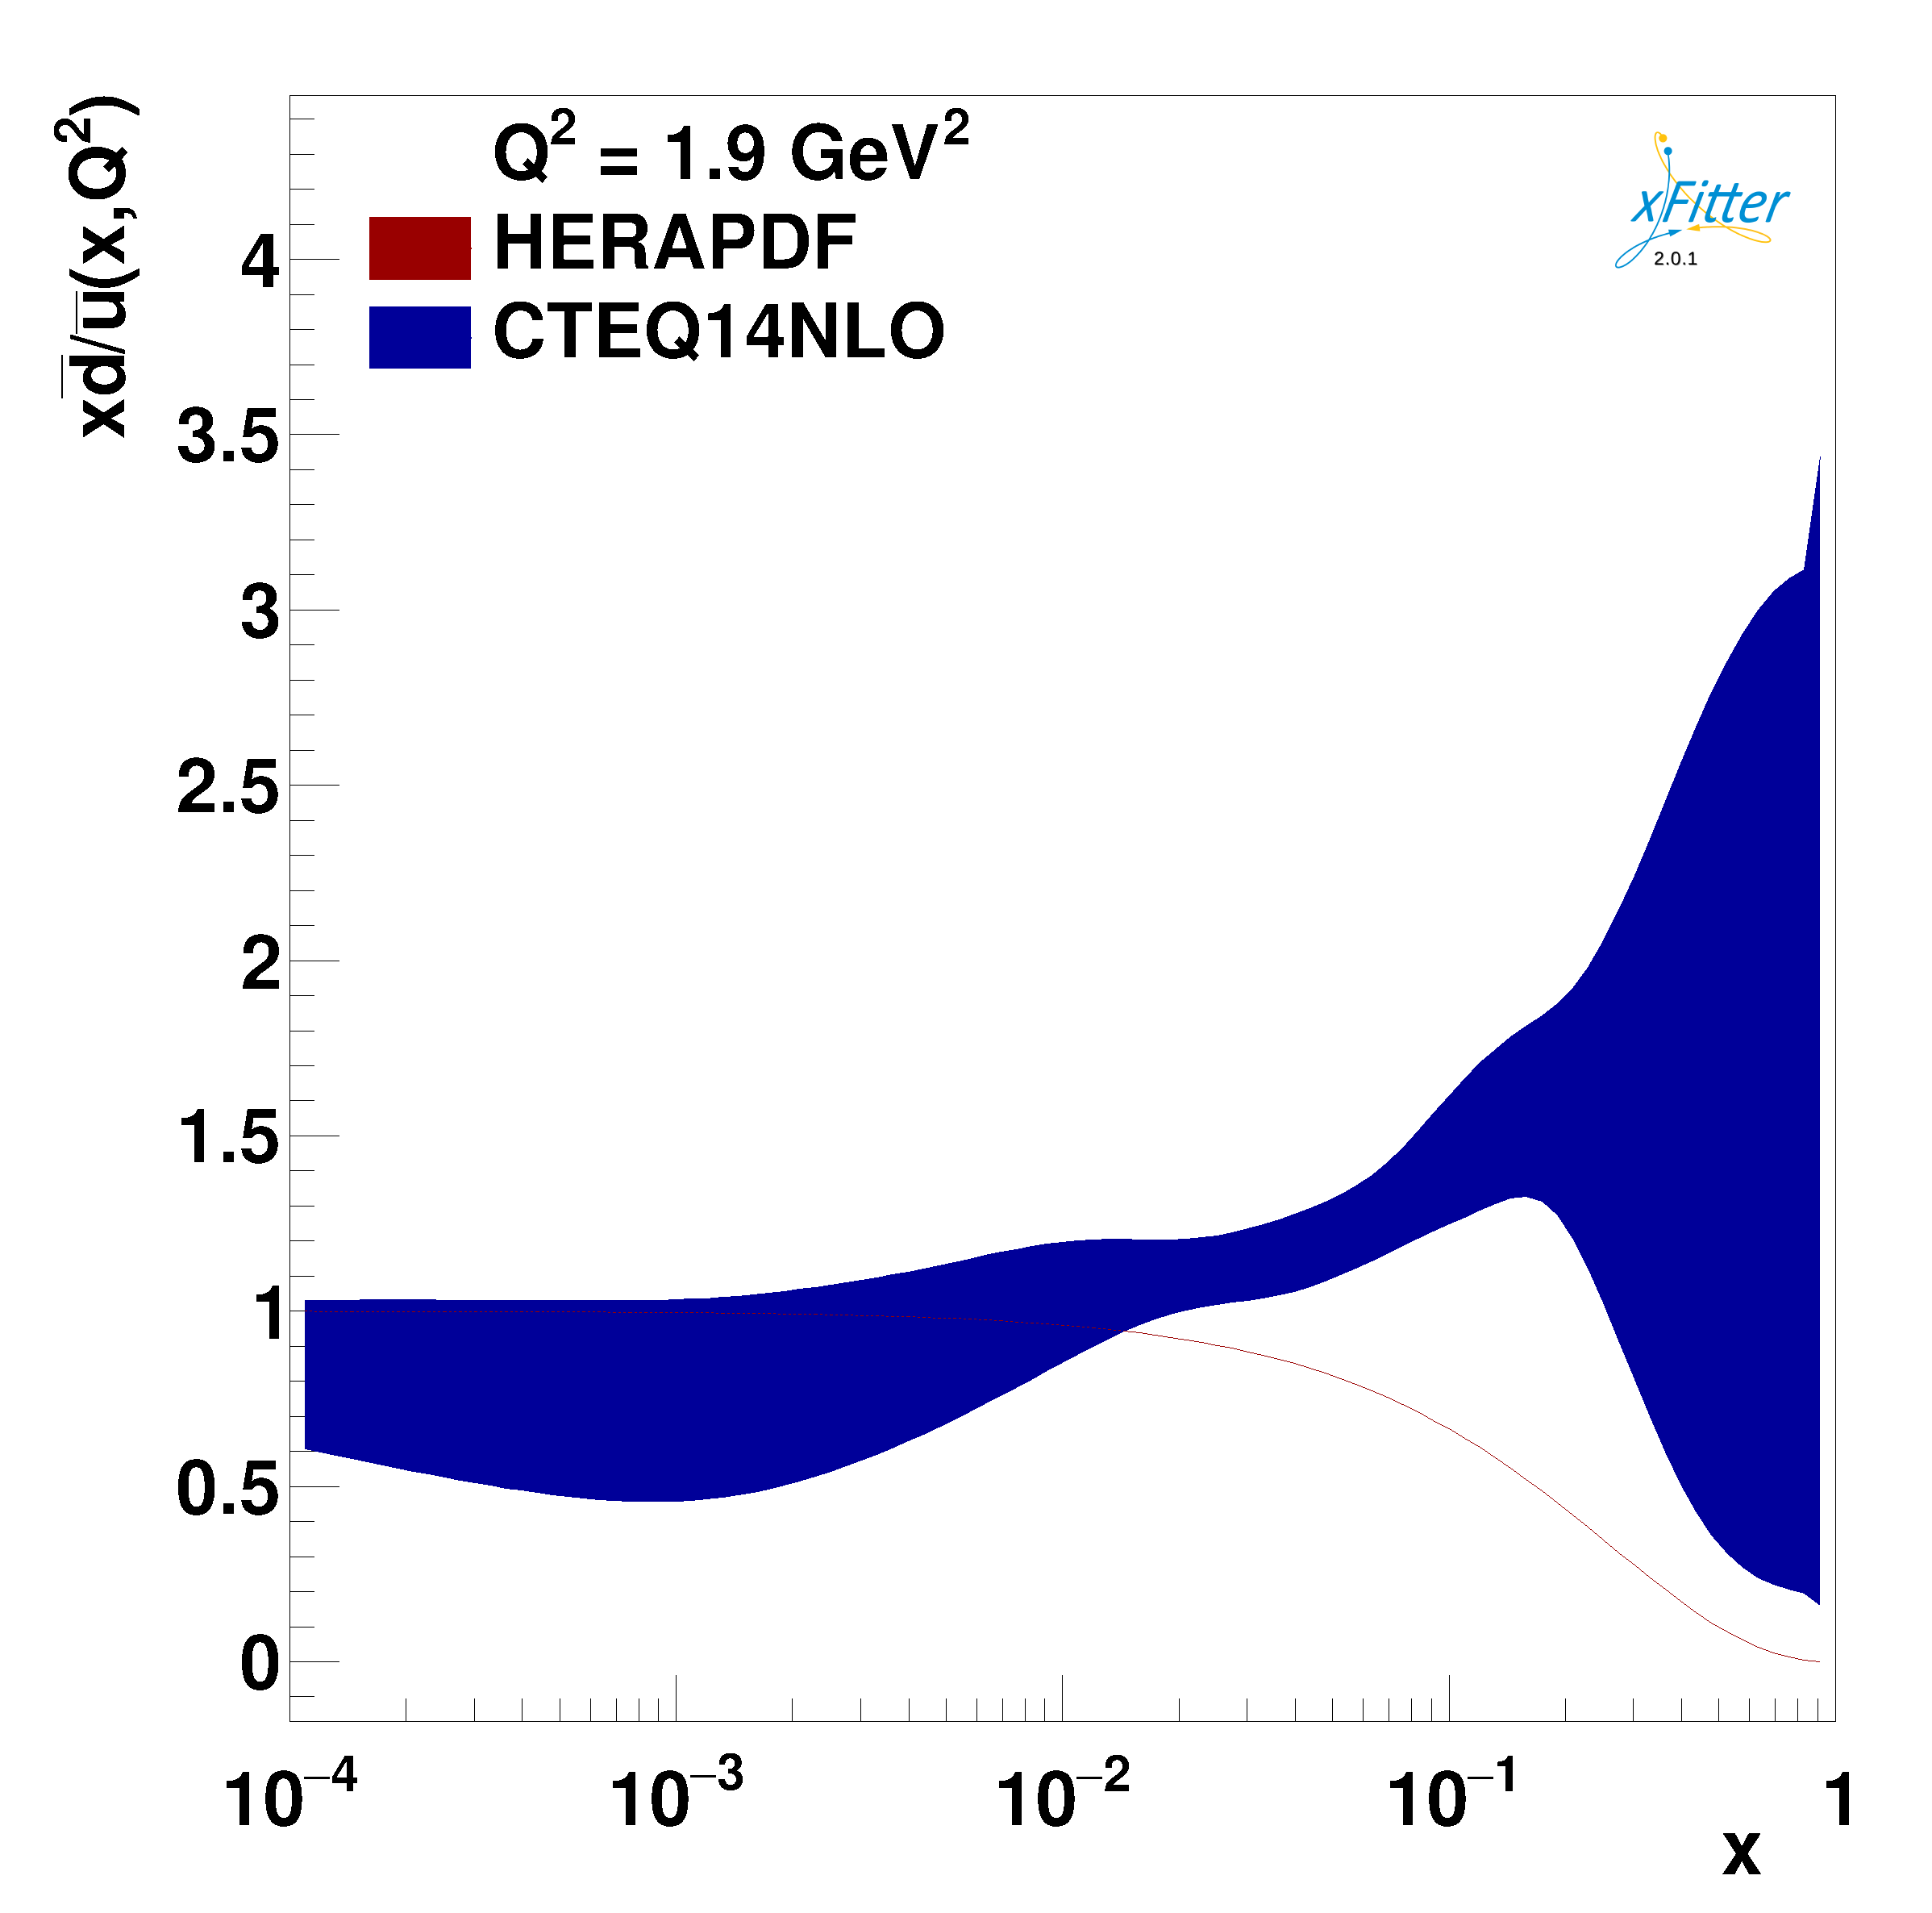 xd̅/u̅(x,Q²)
Q² = 1.9 GeV²
HERAPDF
CTEQ14NLO
xFitter
2.0.1
4
3.5
3
2.5
2
1.5
1
0.5
0
10⁻⁴ 10⁻³ 10⁻² 10⁻¹ 1
x